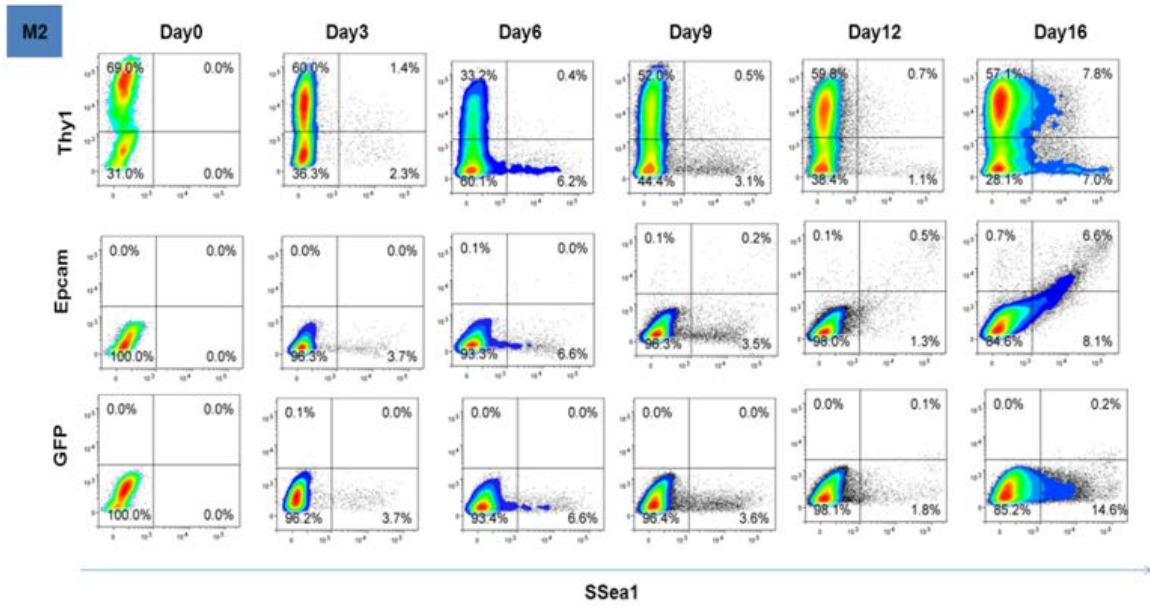 M2
Day0 Day3 Day6 Day9 Day12 Day16
Thy1
69.0% 0.0% 60.0% 1.4% 33.2% 0.4% 52.0% 0.5% 59.8% 0.7% 57.1% 7.8%
31.0% 0.0% 36.3% 2.3% 60.1% 6.2% 44.4% 3.1% 38.4% 1.1% 28.1% 7.0%
Epcam
0.0% 0.0% 0.0% 0.0% 0.1% 0.0% 0.1% 0.2% 0.1% 0.5% 0.7% 6.6%
100.0% 0.0% 96.3% 3.7% 93.3% 6.6% 96.3% 3.5% 98.0% 1.3% 84.6% 8.1%
GFP
0.0% 0.0% 0.1% 0.0% 0.0% 0.0% 0.0% 0.0% 0.0% 0.1% 0.0% 0.2%
100.0% 0.0% 96.2% 3.7% 93.4% 6.6% 96.4% 3.6% 98.1% 1.8% 85.2% 14.6%
SSea1